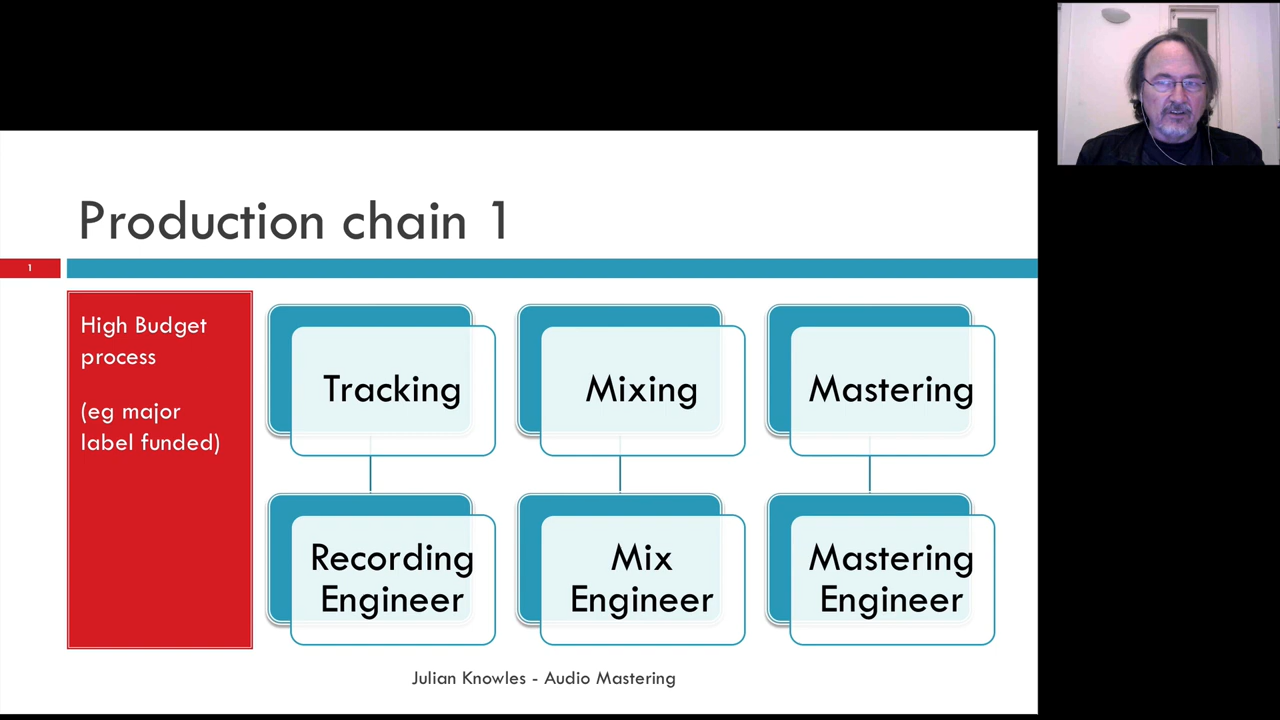 Production chain 1
1
High Budget
process
(eg major
label funded)
Tracking
Mixing
Mastering
Recording
Engineer
Mix
Engineer
Mastering
Engineer
Julian Knowles - Audio Mastering